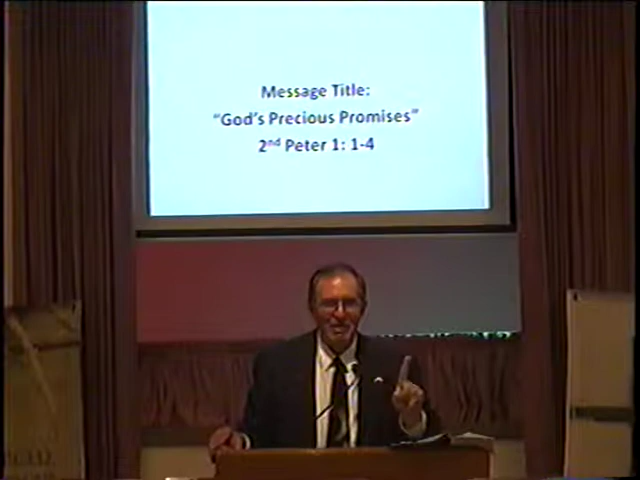 Message Title:
“God's Precious Promises”
2nd Peter 1: 1-4